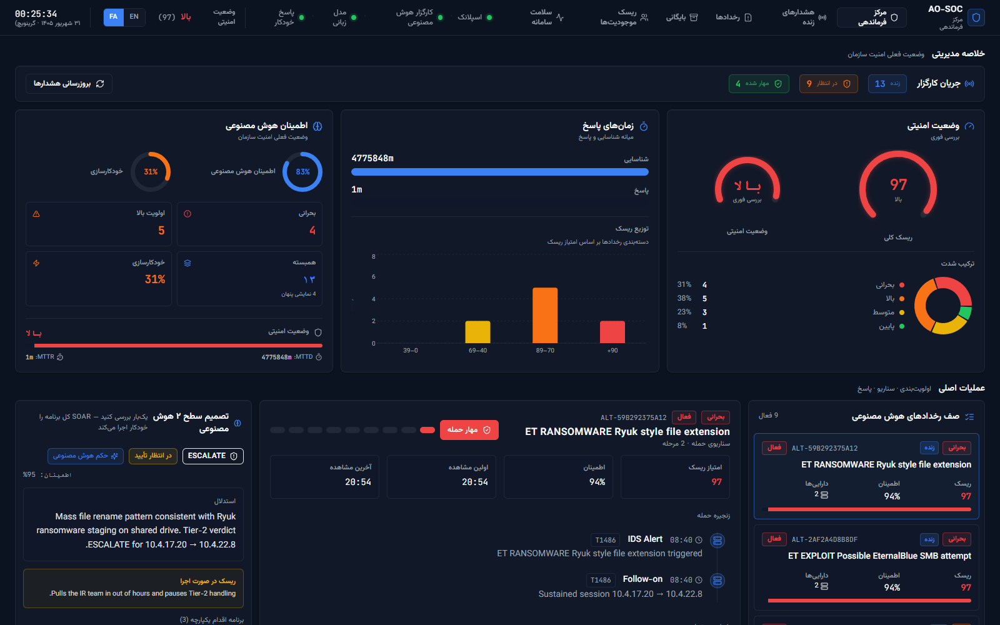 AO-SOC
مرکز
فرماندهی
مرکز
فرماندهی
هشدارهای
زنده
رخدادها
بایگانی
ریسک
موجودیت‌ها
سلامت
سامانه
اسپلانک
کارگزار هوش
مصنوعی
مدل
زبانی
پاسخ
خودکار
وضعیت
امنیتی
بالا (97)
FA
EN
00:25:34
۳۱ شهریور ۱۴۰۵ · گرینویچ)
خلاصه مدیریتی
وضعیت فعلی امنیت سازمان
جریان کارگزار
زنده 13
در انتظار 9
مهار شده 4
بروزرسانی هشدارها
وضعیت امنیتی
بررسی فوری
97
بالا
ریسک کلی
بالا
بررسی فوری
وضعیت امنیتی
ترکیب شدت
بحرانی 4 31%
بالا 5 38%
متوسط 3 23%
پایین 1 8%
زمان‌های پاسخ
میانه شناسایی و پاسخ
شناسایی 4775848m
پاسخ 1m
توزیع ریسک
دسته‌بندی رخدادها بر اساس امتیاز ریسک
8
6
4
2
0
39–0
69–40
89–70
+90
اطمینان هوش مصنوعی
وضعیت فعلی امنیت سازمان
83%
اطمینان هوش مصنوعی
31%
خودکارسازی
بحرانی
4
اولویت بالا
5
همبسته
۱۳
4 نمایشی پنهان
خودکارسازی
31%
وضعیت امنیتی
بالا
MTTD: 4775848m
MTTR: 1m
عملیات اصلی
اولویت‌بندی · سناریو · پاسخ
صف رخدادهای هوش مصنوعی
9 فعال
بحرانی
زنده
ALT-59B292375A12
فعال
ET RANSOMWARE Ryuk style file extension
ریسک
97
اطمینان
94%
دارایی‌ها
2
بحرانی
زنده
ALT-2AF2A4D8B8DF
فعال
ET EXPLOIT Possible EternalBlue SMB attempt
ریسک
97
اطمینان
94%
دارایی‌ها
2
بحرانی
فعال
ALT-59B292375A12
ET RANSOMWARE Ryuk style file extension
سناریوی حمله · 2 مرحله
مهار حمله
امتیاز ریسک
97
اطمینان
94%
اولین مشاهده
20:54
آخرین مشاهده
20:54
زنجیره حمله
08:40 IDS Alert T1486
ET RANSOMWARE Ryuk style file extension triggered
08:40 Follow-on T1486
Sustained session 10.4.17.20 → 10.4.22.8
تصمیم سطح ۲ هوش
مصنوعی
یک‌بار بررسی کنید — SOAR کل برنامه را
خودکار اجرا می‌کند
ESCALATE
در انتظار تأیید
حکم هوش مصنوعی
اطمینان: 95%
استدلال
Mass file rename pattern consistent with Ryuk
ransomware staging on shared drive. Tier-2 verdict
ESCALATE for 10.4.17.20 → 10.4.22.8.
ریسک در صورت اجرا
Pulls the IR team in out of hours and pauses Tier-2 handling.
برنامه اقدام یکپارچه (3)